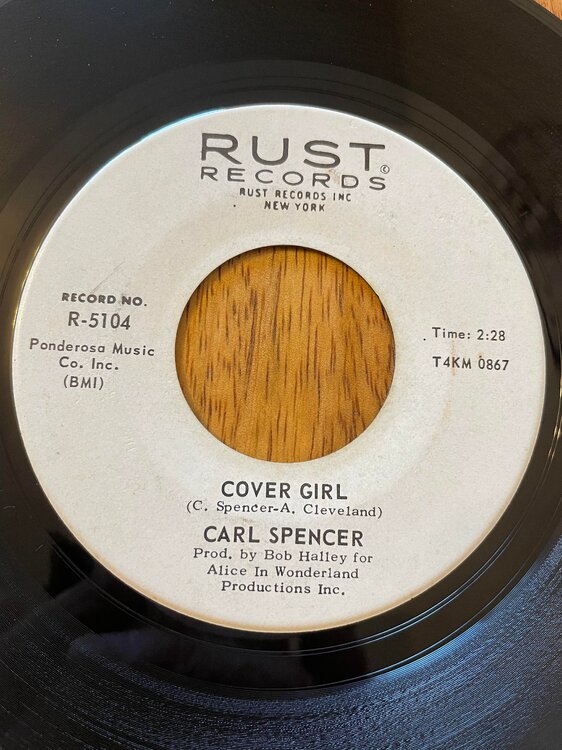 RUST©
RECORDS
RUST RECORDS INC
NEW YORK
RECORD NO.
R-5104
Ponderosa Music
Co. Inc.
(BMI)
Time: 2:28
T4KM 0867
COVER GIRL
(C. Spencer-A. Cleveland)
CARL SPENCER
Prod. by Bob Halley for
Alice In Wonderland
Productions Inc.